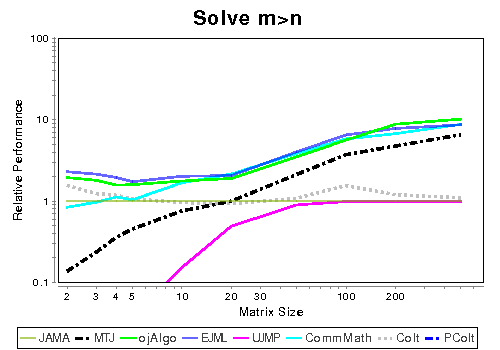 Solve m>n
100
10
1
0.1
Relative Performance
2 3 4 5 10 20 30 100 200
Matrix Size
JAMA MTJ ojAlgo EJML UJMP CommMath Colt PColt